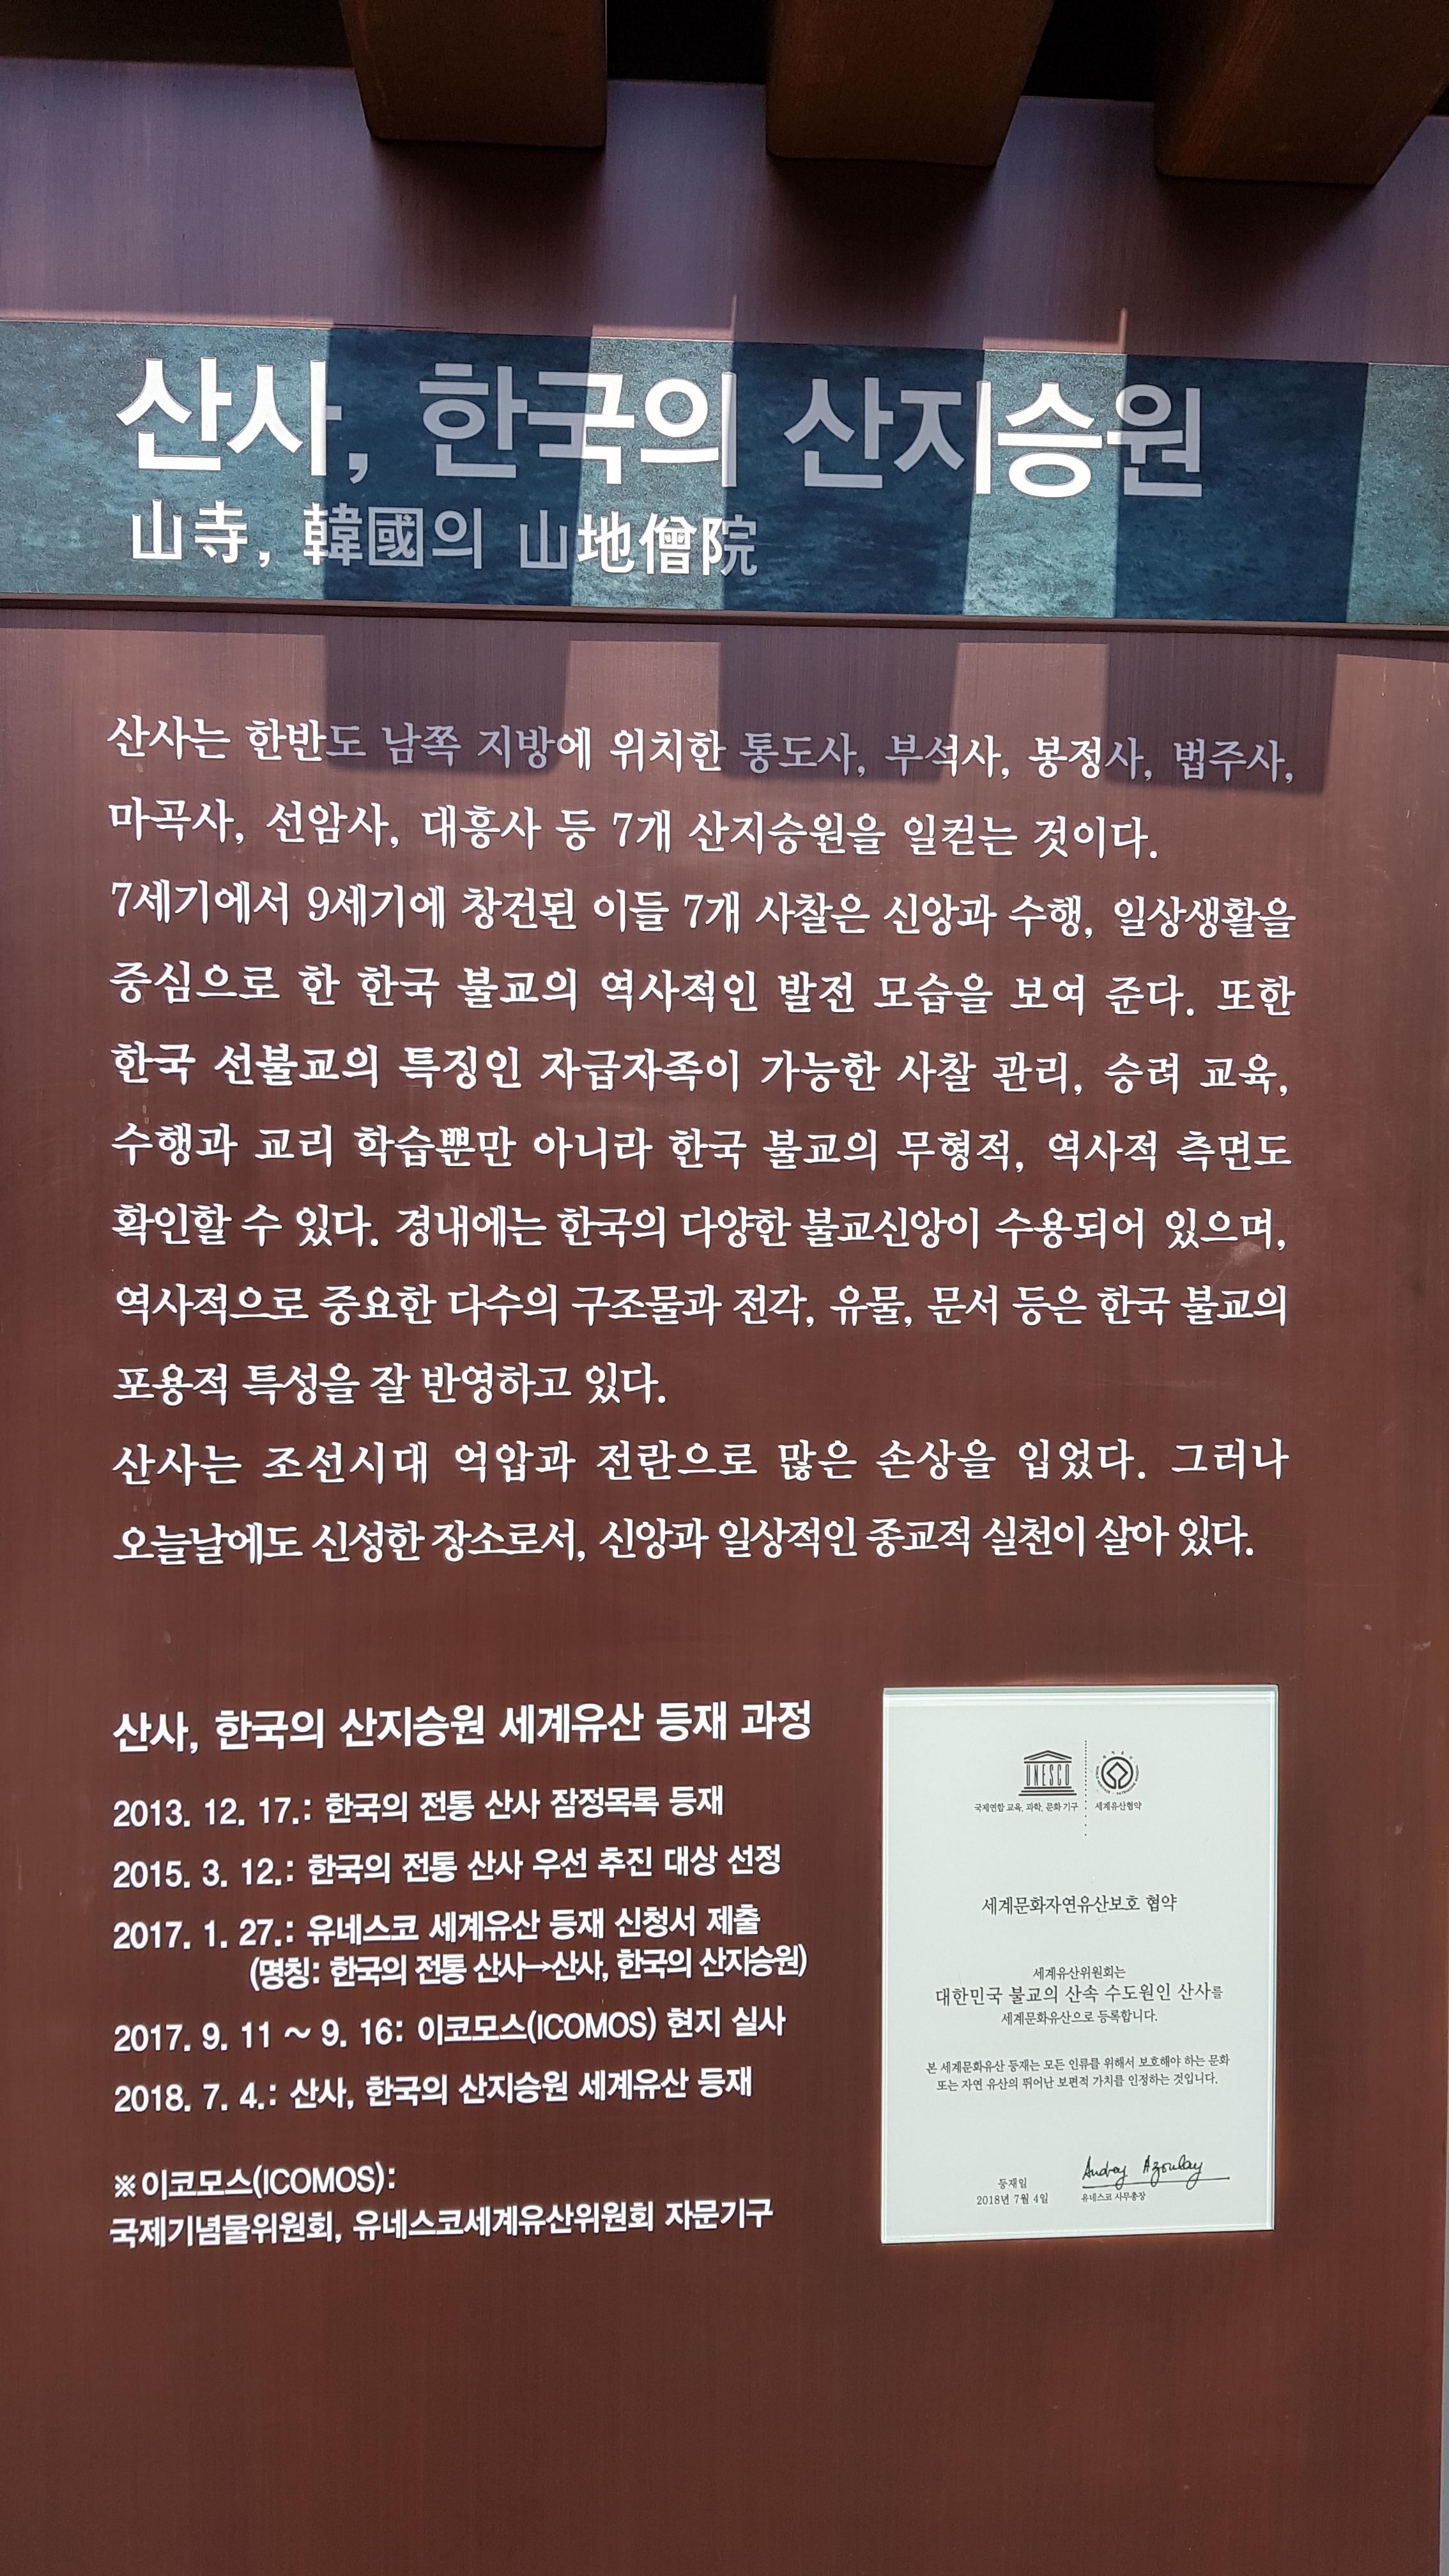 산사, 한국의 산지승원
山寺, 韓國의 山地僧院
산사는 한반도 남쪽 지방에 위치한 통도사, 부석사, 봉정사, 법주사,
마곡사, 선암사, 대흥사 등 7개 산지승원을 일컫는 것이다.
7세기에서 9세기에 창건된 이들 7개 사찰은 신앙과 수행, 일상생활을
중심으로 한 한국 불교의 역사적인 발전 모습을 보여 준다. 또한
한국 선불교의 특징인 자급자족이 가능한 사찰 관리, 승려 교육,
수행과 교리 학습뿐만 아니라 한국 불교의 무형적, 역사적 측면도
확인할 수 있다. 경내에는 한국의 다양한 불교신앙이 수용되어 있으며,
역사적으로 중요한 다수의 구조물과 전각, 유물, 문서 등은 한국 불교의
포용적 특성을 잘 반영하고 있다.
산사는 조선시대 억압과 전란으로 많은 손상을 입었다. 그러나
오늘날에도 신성한 장소로서, 신앙과 일상적인 종교적 실천이 살아 있다.
산사, 한국의 산지승원 세계유산 등재 과정
2013. 12. 17.: 한국의 전통 산사 잠정목록 등재
2015. 3. 12.: 한국의 전통 산사 우선 추진 대상 선정
2017. 1. 27.: 유네스코 세계유산 등재 신청서 제출
(명칭: 한국의 전통 산사→산사, 한국의 산지승원)
2017. 9. 11 ~ 9. 16: 이코모스(ICOMOS) 현지 실사
2018. 7. 4.: 산사, 한국의 산지승원 세계유산 등재
※이코모스(ICOMOS):
국제기념물위원회, 유네스코세계유산위원회 자문기구
UNESCO
국제연합 교육, 과학, 문화 기구
세계유산협약
세계문화자연유산보호 협약
세계유산위원회는
대한민국 불교의 산속 수도원인 산사를
세계문화유산으로 등록합니다.
본 세계문화유산 등재는 모든 인류를 위해서 보호해야 하는 문화
또는 자연 유산의 뛰어난 보편적 가치를 인정하는 것입니다.
등재일
2018년 7월 4일
Audrey Azoulay
유네스코 사무총장